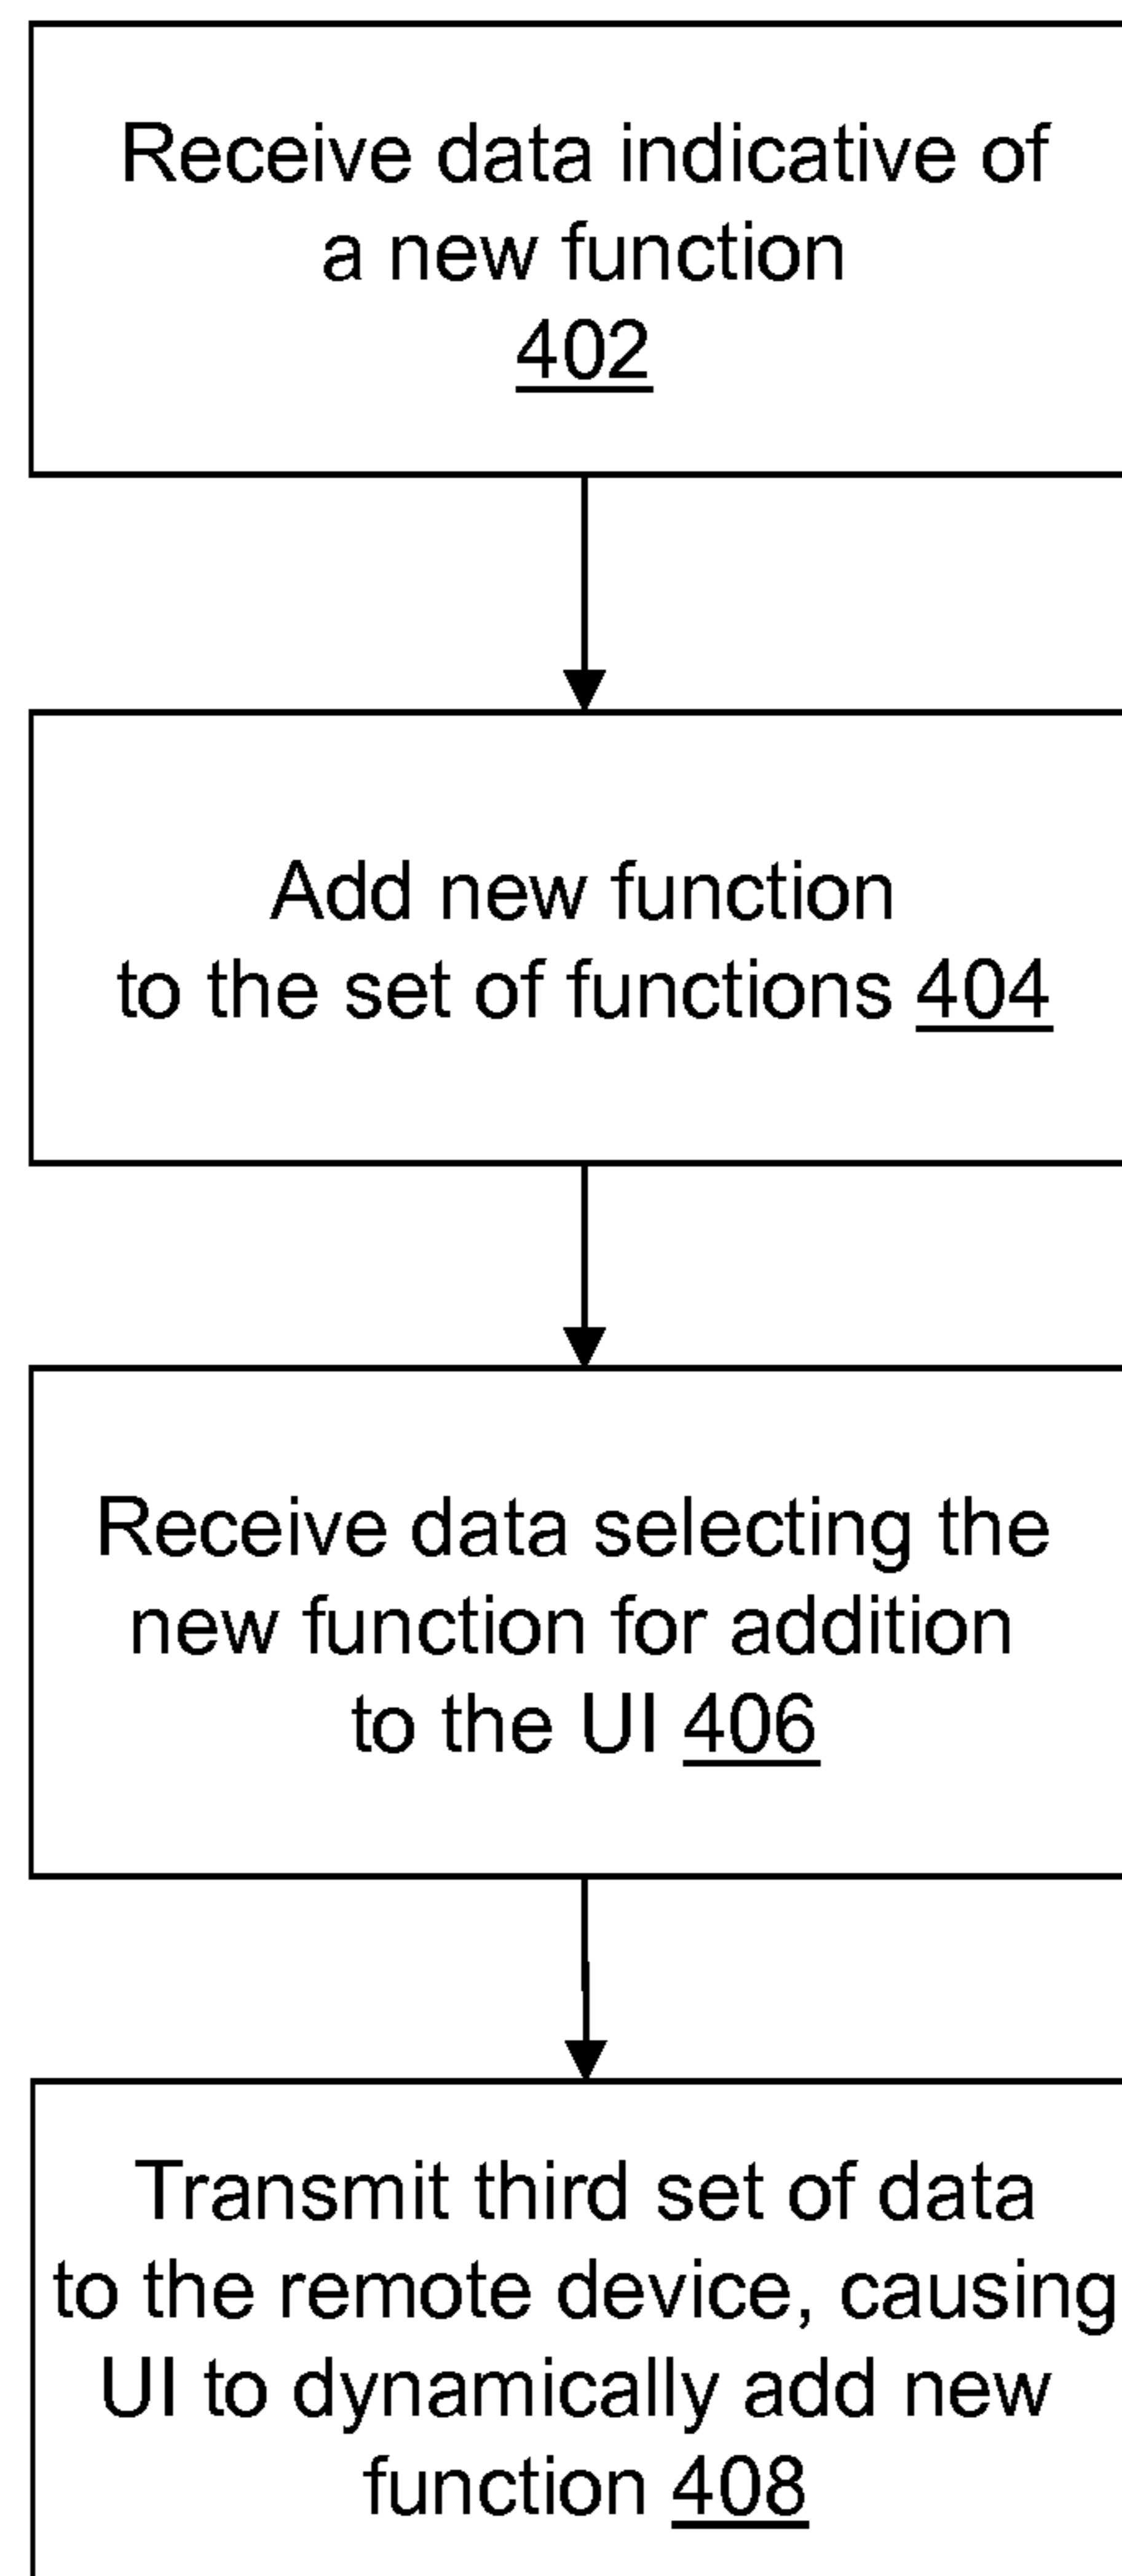 Receive data indicative of
a new function
402
Add new function
to the set of functions 404
Receive data selecting the
new function for addition
to the UI 406
Transmit third set of data
to the remote device, causing
UI to dynamically add new
function 408